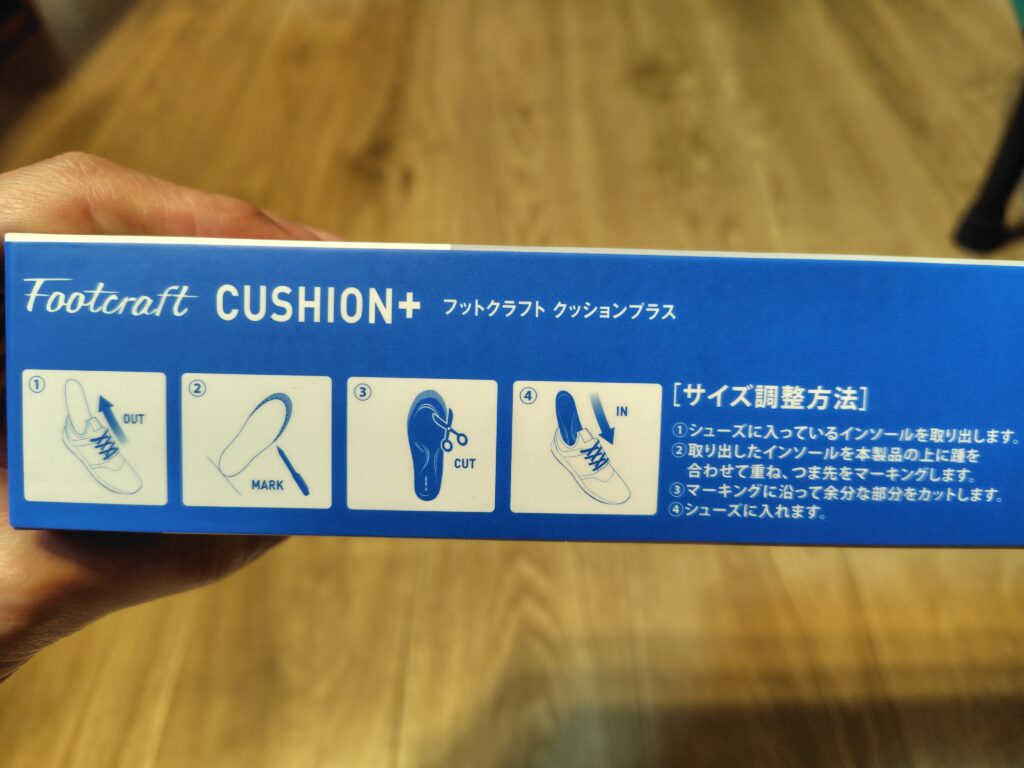 Footcraft CUSHION+ フットクラフト クッションプラス
① OUT
② MARK
③ CUT
④ IN
[サイズ調整方法]
①シューズに入っているインソールを取り出します。
②取り出したインソールを本製品の上に踵を
合わせて重ね、つま先をマーキングします。
③マーキングに沿って余分な部分をカットします。
④シューズに入れます。